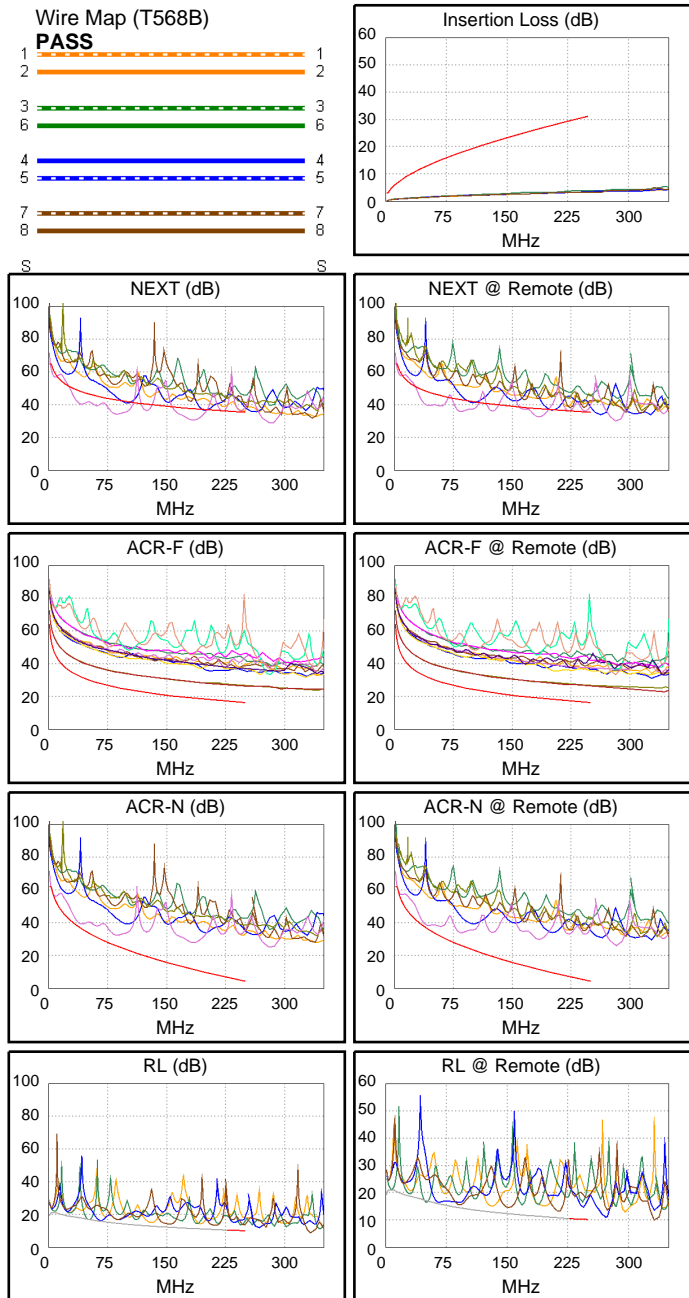 Wire Map (T568B)
PASS
1 1
2 2
3 3
6 6
4 4
5 5
7 7
8 8
S S
Insertion Loss (dB)
60
50
40
30
20
10
0
0 75 150 225 300
MHz
NEXT (dB)
100
80
60
40
20
0
0 75 150 225 300
MHz
NEXT @ Remote (dB)
100
80
60
40
20
0
0 75 150 225 300
MHz
ACR-F (dB)
100
80
60
40
20
0
0 75 150 225 300
MHz
ACR-F @ Remote (dB)
100
80
60
40
20
0
0 75 150 225 300
MHz
ACR-N (dB)
100
80
60
40
20
0
0 75 150 225 300
MHz
ACR-N @ Remote (dB)
100
80
60
40
20
0
0 75 150 225 300
MHz
RL (dB)
100
80
60
40
20
0
0 75 150 225 300
MHz
RL @ Remote (dB)
60
50
40
30
20
10
0
0 75 150 225 300
MHz